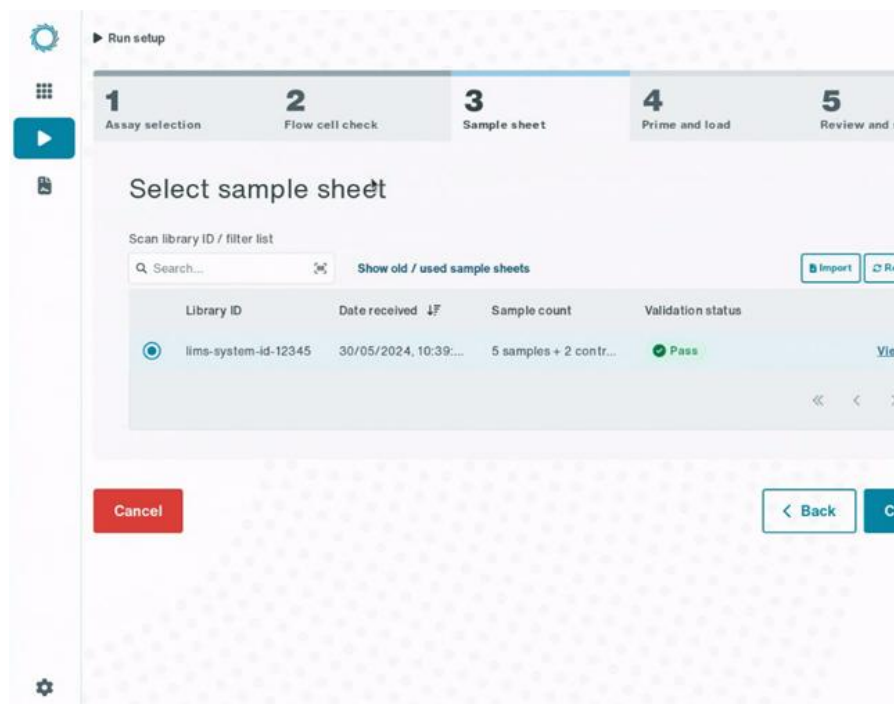 Run setup
1
Assay selection
2
Flow cell check
3
Sample sheet
4
Prime and load
5
Review and
Select sample sheet
Scan library ID / filter list
Search...
Show old / used sample sheets
Import
Library ID
Date received
Sample count
Validation status
lims-system-id-12345
30/05/2024, 10:39:...
5 samples + 2 contr...
Pass
Cancel
Back